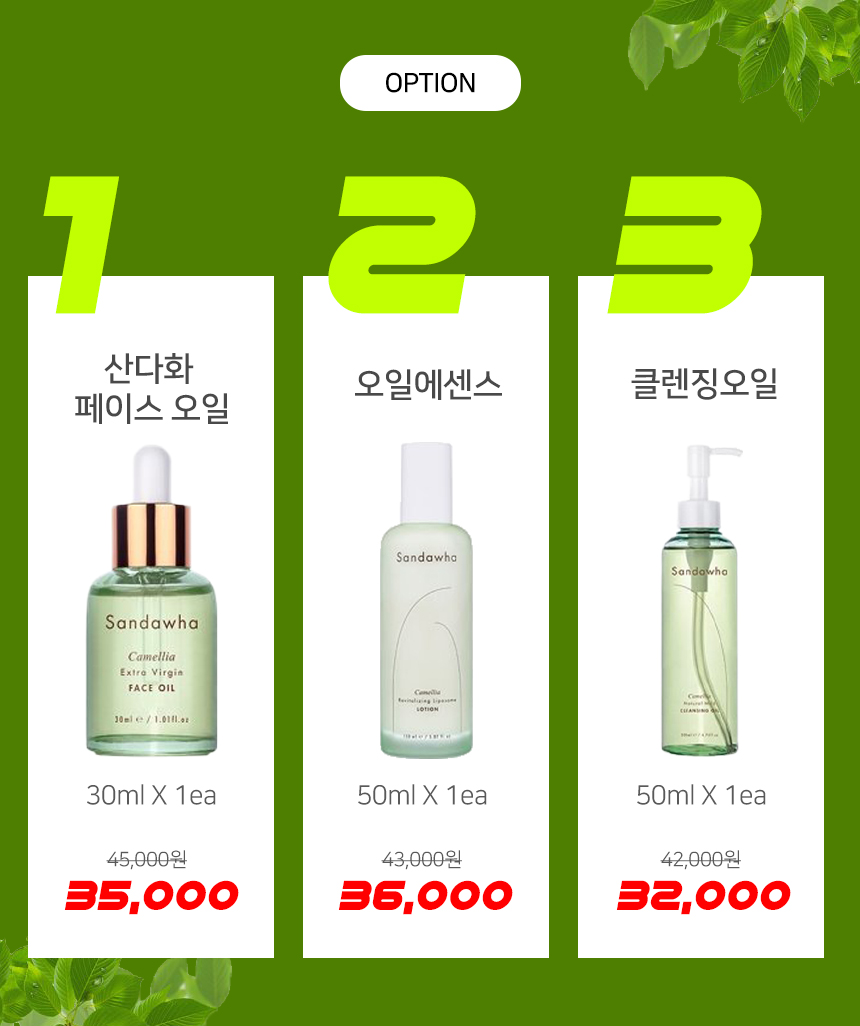 OPTION
1
산다화
페이스 오일
Sandawha
Camellia
Extra Virgin
FACE OIL
30ml e / 1.01fl.oz
30ml X 1ea
45,000원
35,000
2
오일에센스
Sandawha
Camellia
Revitalizing Liposome
LOTION
50ml X 1ea
43,000원
36,000
3
클렌징오일
Sandawha
Camellia
CLEANSING OIL
50ml X 1ea
42,000원
32,000